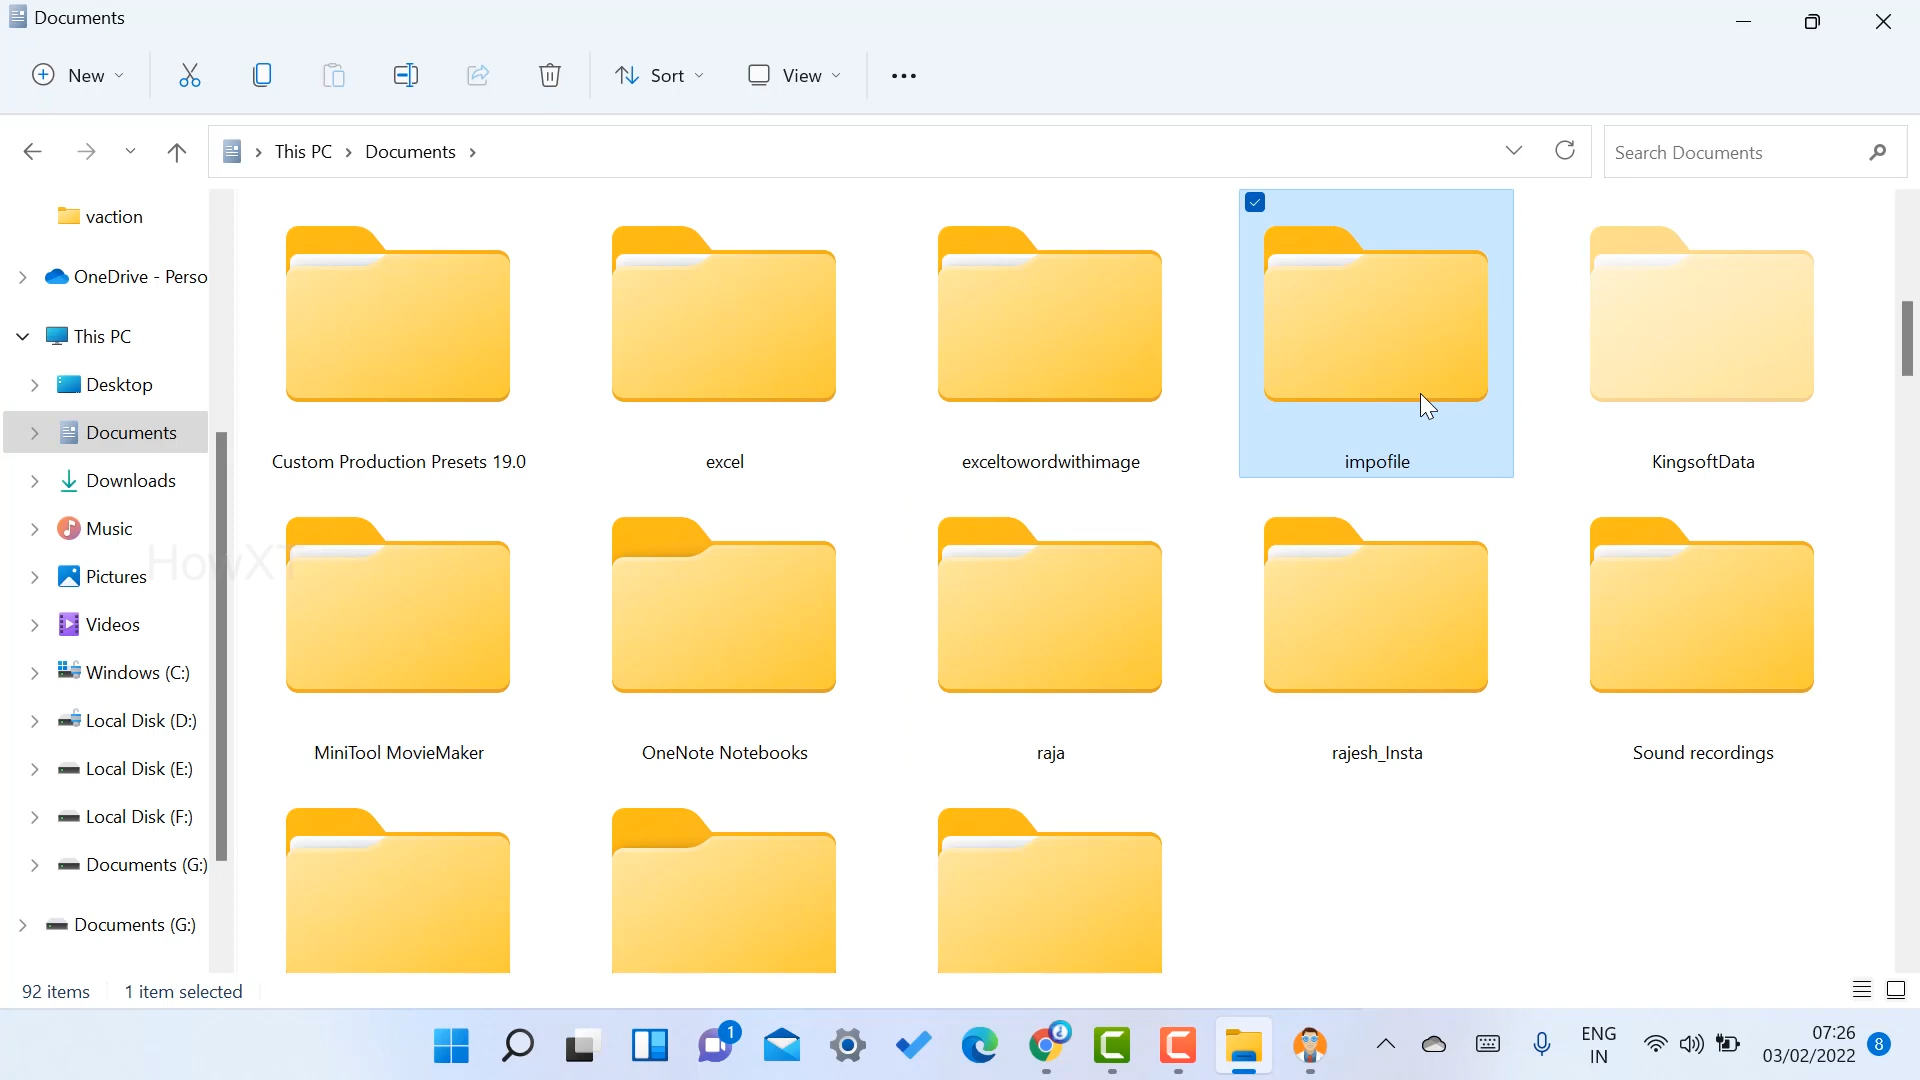 Documents
New
Sort
View
This PC
Documents
Search Documents
vaction
OneDrive - Perso
This PC
Desktop
Documents
Downloads
Music
Pictures
Videos
Windows (C:)
Local Disk (D:)
Local Disk (E:)
Local Disk (F:)
Documents (G:)
Documents (G:)
HowXT
Custom Production Presets 19.0
excel
exceltowordwithimage
impofile
KingsoftData
MiniTool MovieMaker
OneNote Notebooks
raja
rajesh_Insta
Sound recordings
92 items
1 item selected
1
ENG
IN
07:26
03/02/2022
8